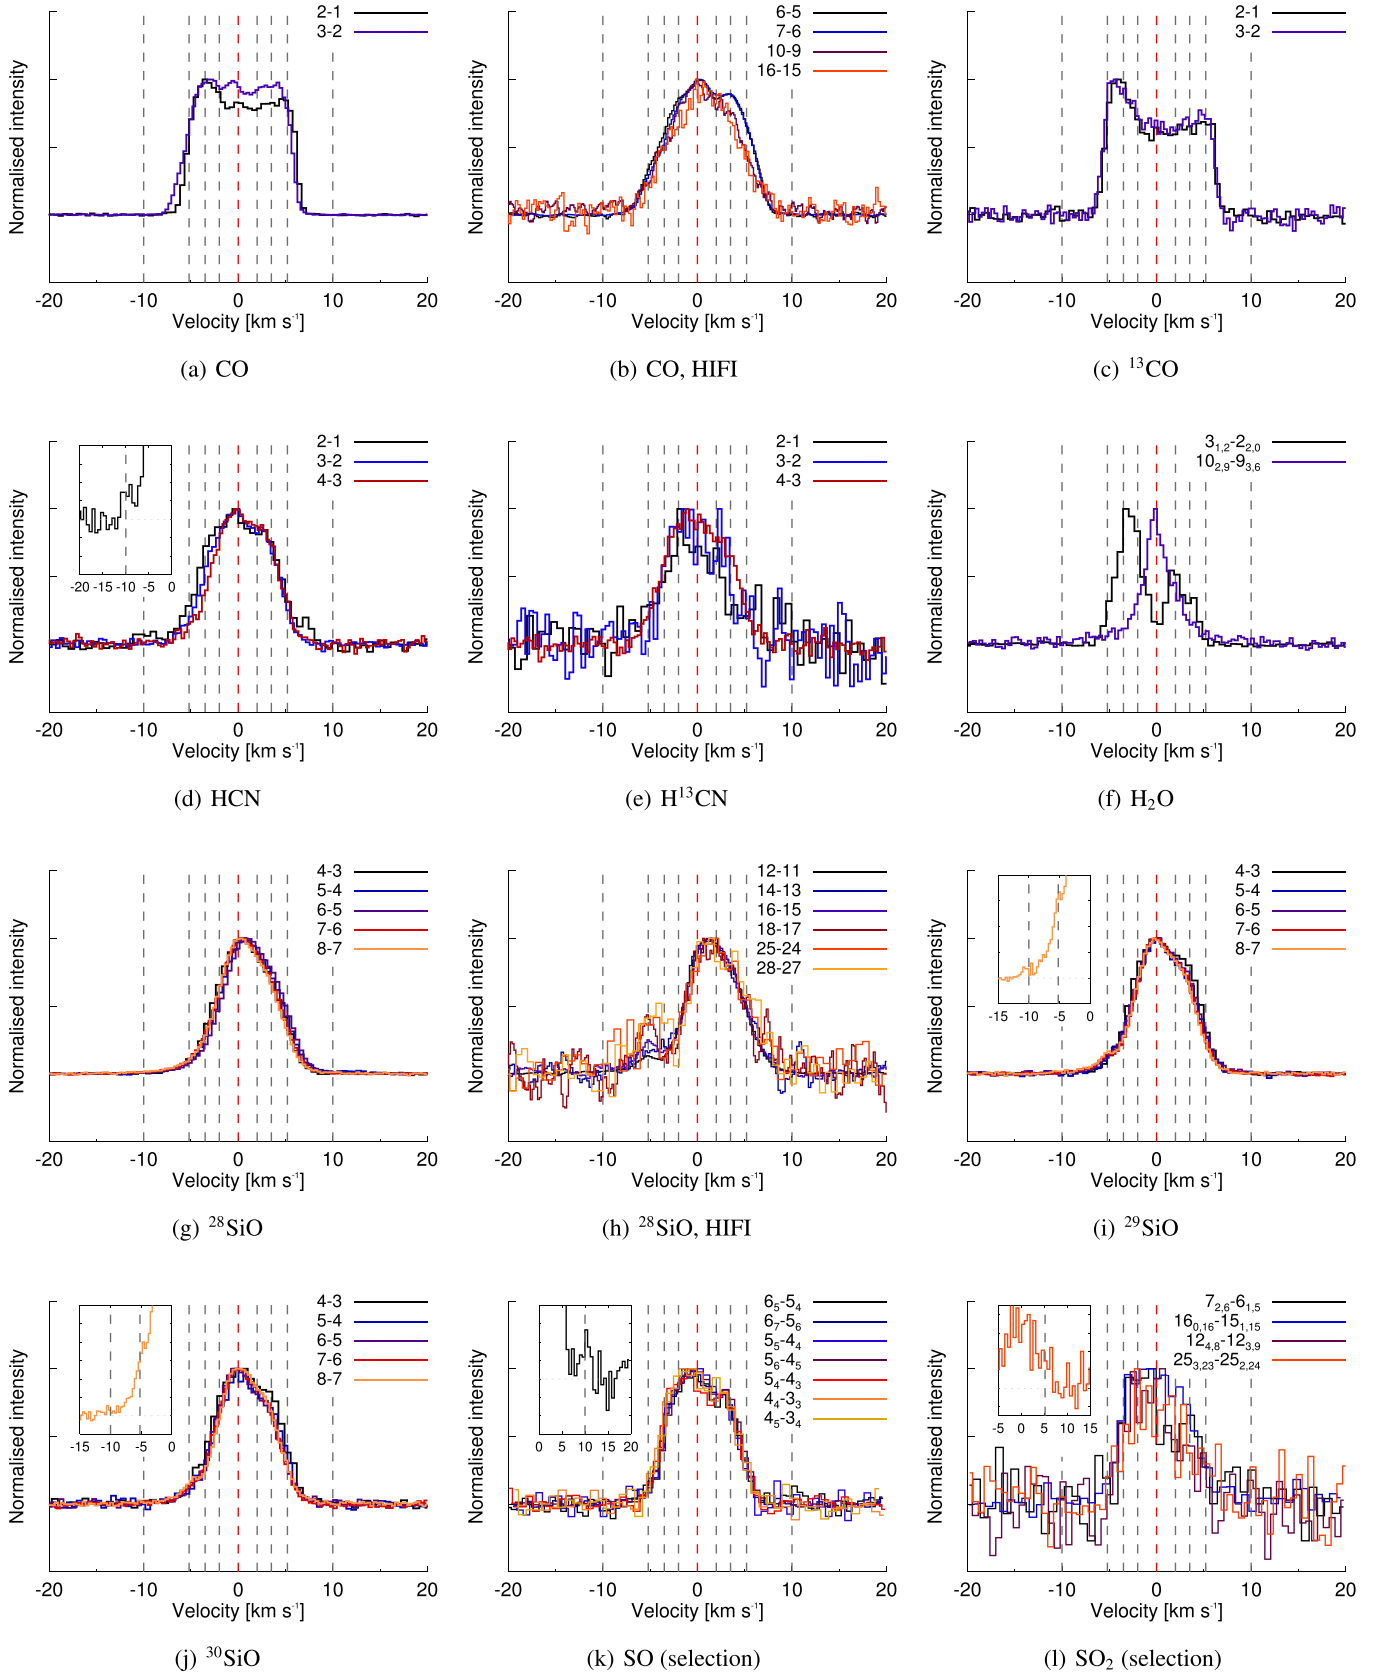 2-1
3-2
Normalised intensity
-20 -10 0 10 20
Velocity [km s⁻¹]
(a) CO
6-5
7-6
10-9
16-15
Normalised intensity
-20 -10 0 10 20
Velocity [km s⁻¹]
(b) CO, HIFI
2-1
3-2
Normalised intensity
-20 -10 0 10 20
Velocity [km s⁻¹]
(c) ¹³CO
2-1
3-2
4-3
-20 -15 -10 -5 0
Normalised intensity
-20 -10 0 10 20
Velocity [km s⁻¹]
(d) HCN
2-1
3-2
4-3
Normalised intensity
-20 -10 0 10 20
Velocity [km s⁻¹]
(e) H¹³CN
3₁,₂-2₂,₀
10₂,₉-9₃,₆
Normalised intensity
-20 -10 0 10 20
Velocity [km s⁻¹]
(f) H₂O
4-3
5-4
6-5
7-6
8-7
Normalised intensity
-20 -10 0 10 20
Velocity [km s⁻¹]
(g) ²⁸SiO
12-11
14-13
16-15
18-17
25-24
28-27
Normalised intensity
-20 -10 0 10 20
Velocity [km s⁻¹]
(h) ²⁸SiO, HIFI
4-3
5-4
6-5
7-6
8-7
-15 -10 -5 0
Normalised intensity
-20 -10 0 10 20
Velocity [km s⁻¹]
(i) ²⁹SiO
4-3
5-4
6-5
7-6
8-7
-15 -10 -5 0
Normalised intensity
-20 -10 0 10 20
Velocity [km s⁻¹]
(j) ³⁰SiO
6₅-5₄
6₇-5₆
5₅-4₄
5₆-4₅
5₄-4₃
4₄-3₃
4₅-3₄
0 5 10 15 20
Normalised intensity
-20 -10 0 10 20
Velocity [km s⁻¹]
(k) SO (selection)
7₂,₆-6₁,₅
16₀,₁₆-15₁,₁₅
12₄,₈-12₃,₉
25₃,₂₃-25₂,₂₄
-5 0 5 10 15
Normalised intensity
-20 -10 0 10 20
Velocity [km s⁻¹]
(l) SO₂ (selection)